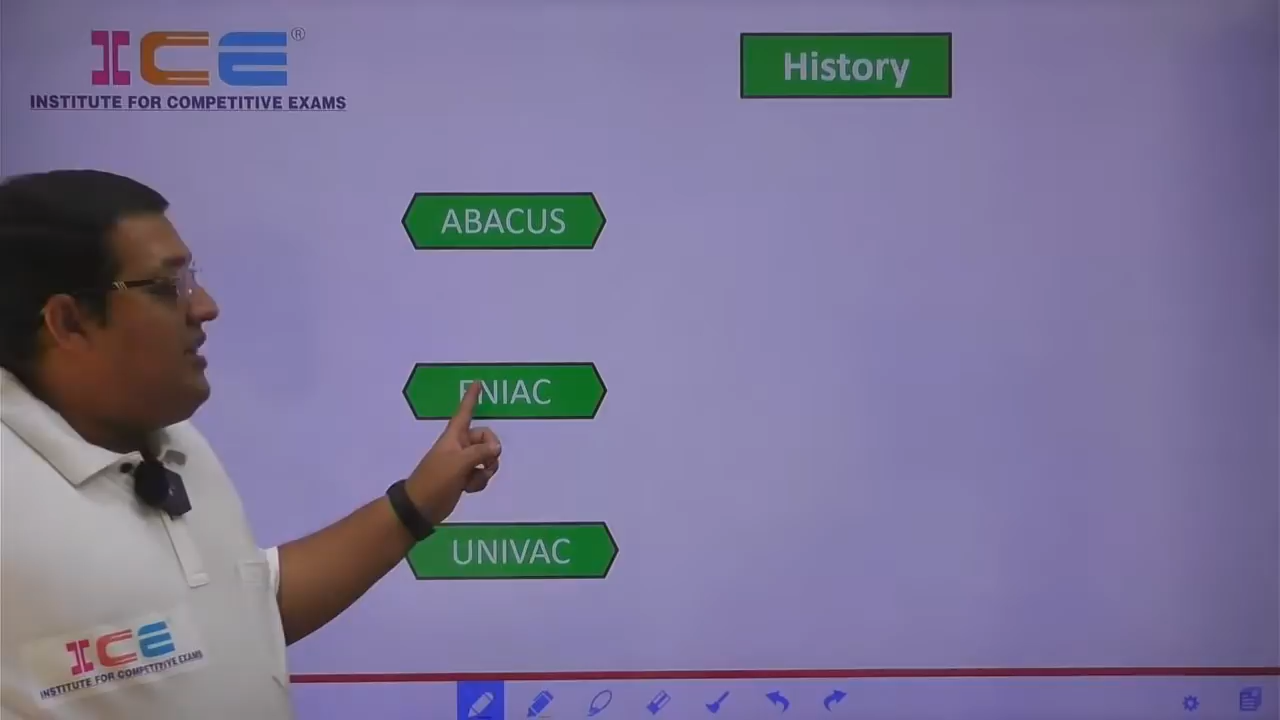 ICE®
INSTITUTE FOR COMPETITIVE EXAMS
History
ABACUS
ENIAC
UNIVAC
ICE
INSTITUTE FOR COMPETITIVE EXAMS